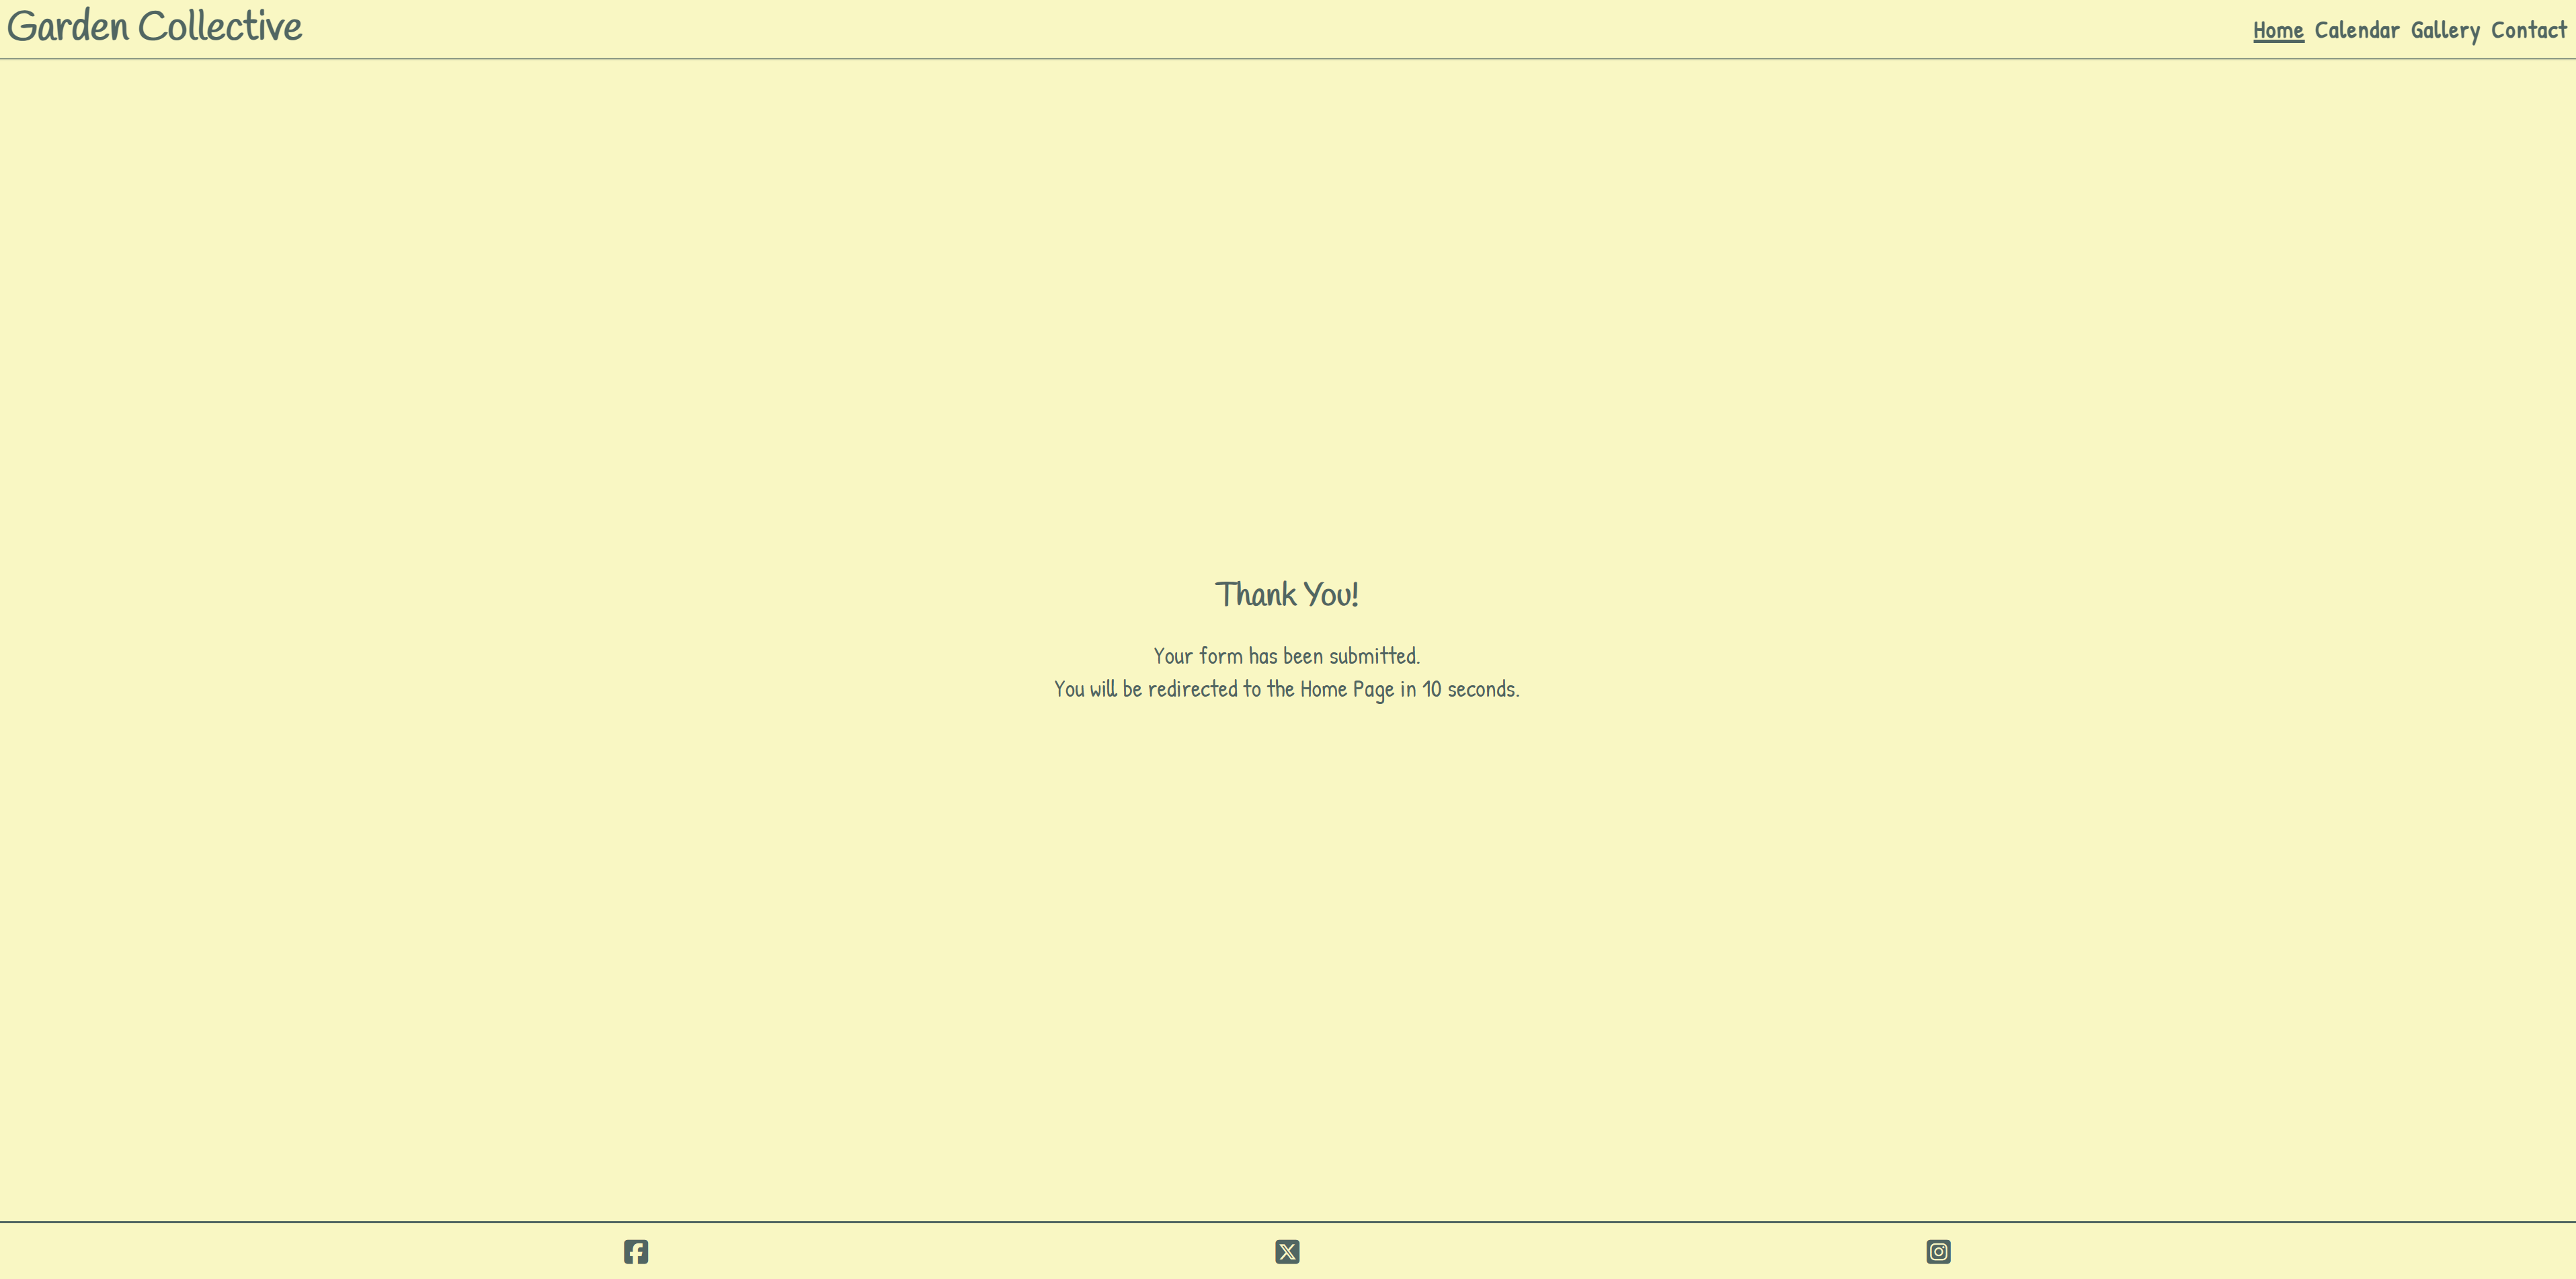 Garden Collective
Home Calendar Gallery Contact
Thank You!
Your form has been submitted.
You will be redirected to the Home Page in 10 seconds.